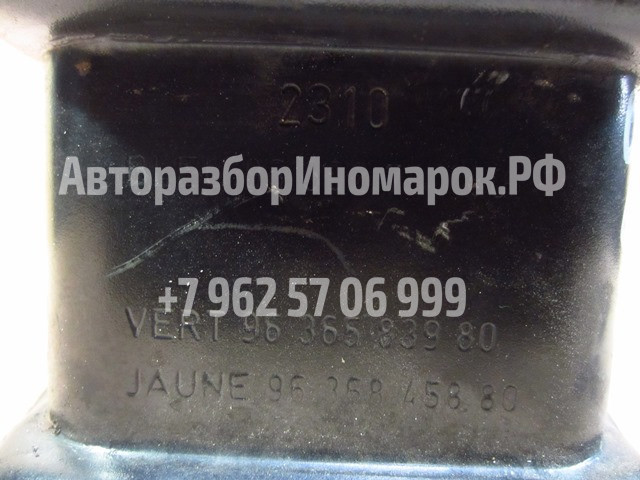 2310
АвторазборИномарок.РФ
+7 962 57 06 999
VERT 96 365 839 80
JAUNE 96 368 458 80